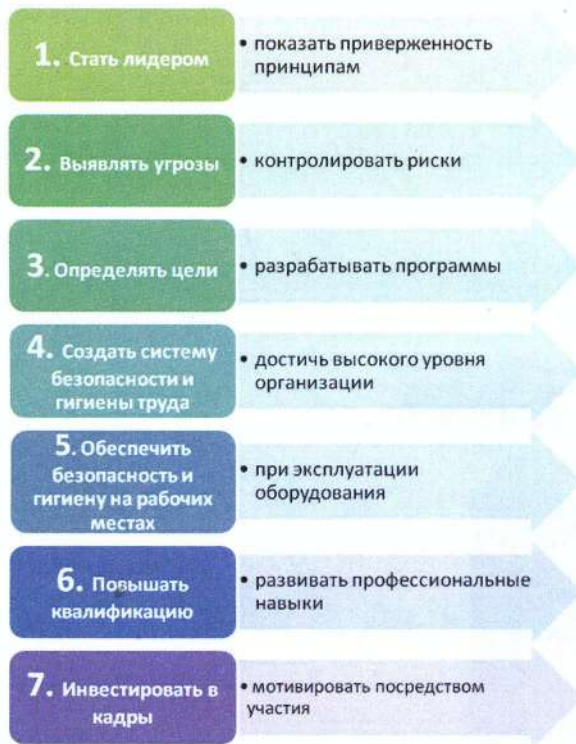 1. Стать лидером
• показать приверженность
принципам
2. Выявлять угрозы
• контролировать риски
3. Определять цели
• разрабатывать программы
4. Создать систему
безопасности и
гигиены труда
• достичь высокого уровня
организации
5. Обеспечить
безопасность и
гигиену на рабочих
местах
• при эксплуатации
оборудования
6. Повышать
квалификацию
• развивать профессиональные
навыки
7. Инвестировать в
кадры
• мотивировать посредством
участия